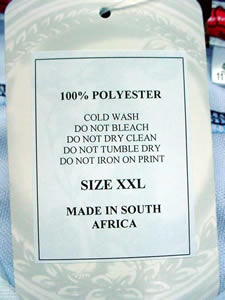 100% POLYESTER
COLD WASH
DO NOT BLEACH
DO NOT DRY CLEAN
DO NOT TUMBLE DRY
DO NOT IRON ON PRINT
SIZE XXL
MADE IN SOUTH
AFRICA